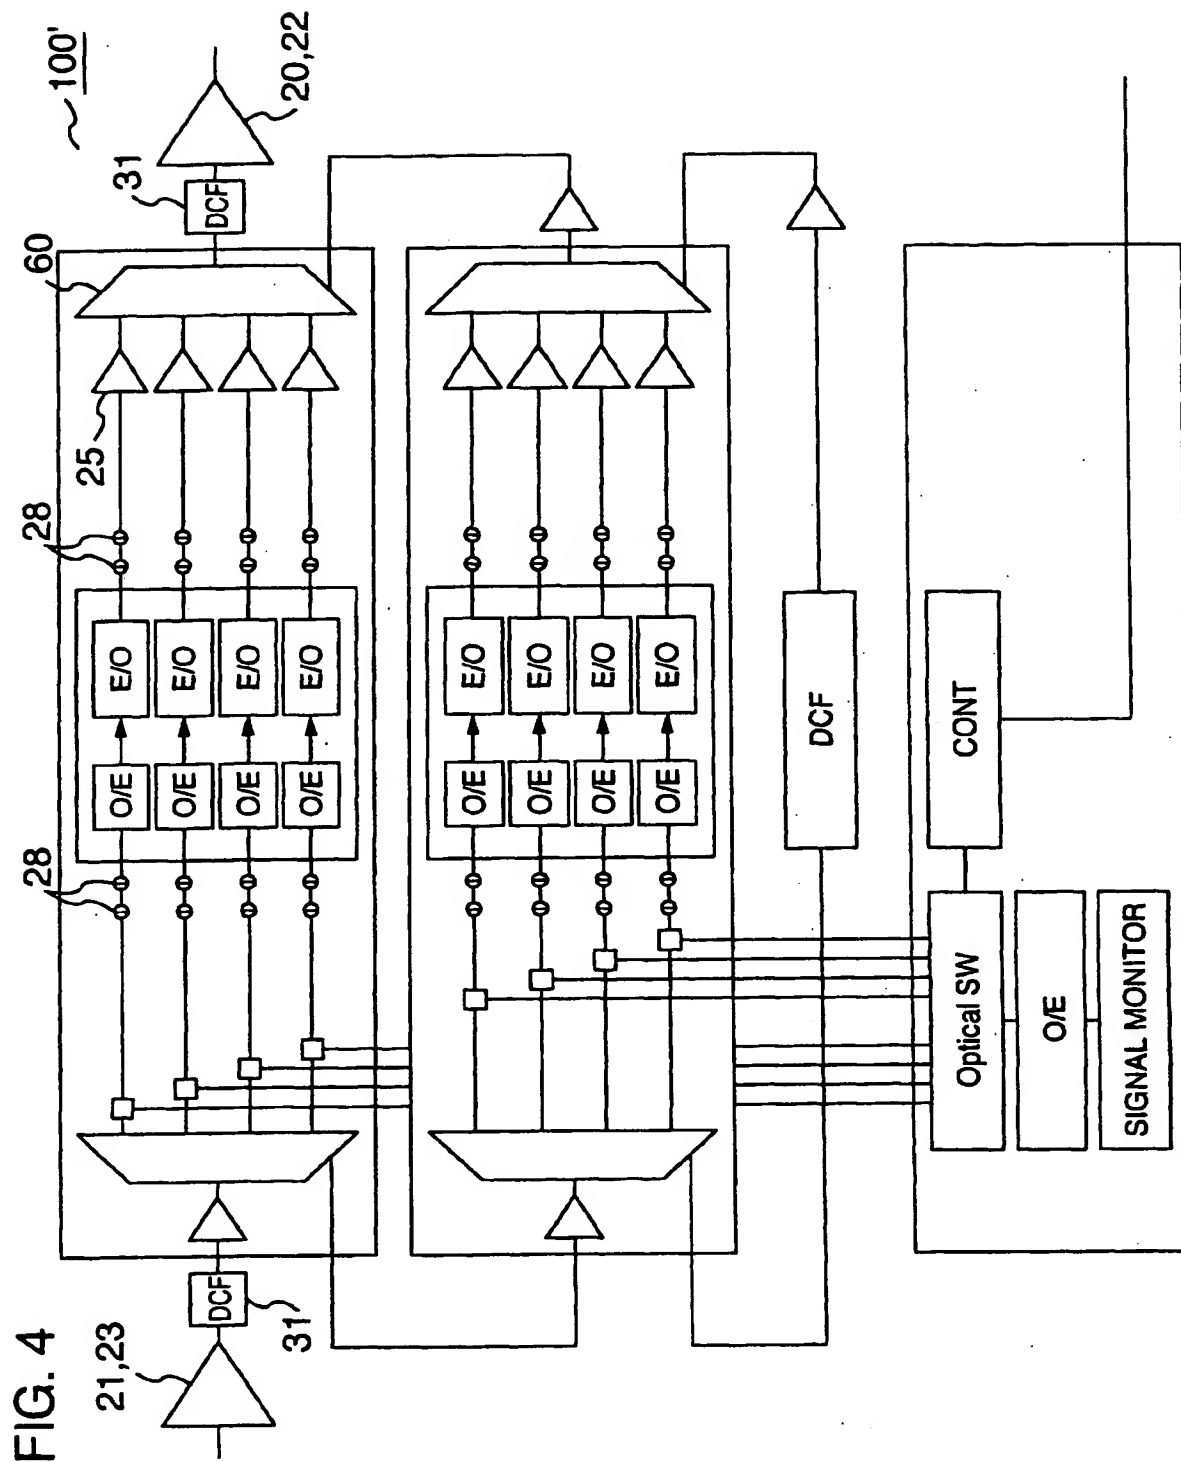 FIG. 4
100'
21,23
DCF
31
28
28
25
60
31
DCF
20,22
O/E
E/O
O/E
E/O
O/E
E/O
O/E
E/O
O/E
E/O
O/E
E/O
O/E
E/O
O/E
E/O
DCF
Optical SW
CONT
O/E
SIGNAL MONITOR